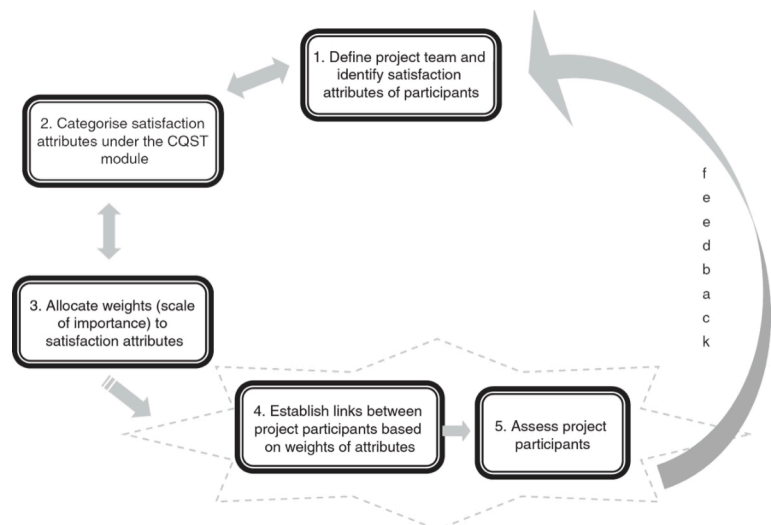 1. Define project team and
identify satisfaction
attributes of participants
2. Categorise satisfaction
attributes under the CQST
module
3. Allocate weights (scale
of importance) to
satisfaction attributes
4. Establish links between
project participants based
on weights of attributes
5. Assess project
participants
f
e
e
d
b
a
c
k